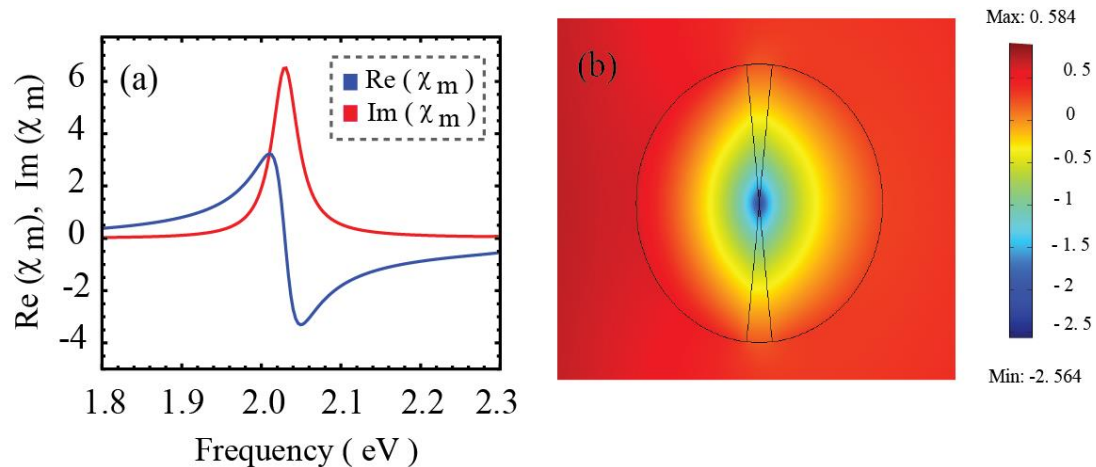 (a)
Re ( χ m )
Im ( χ m )
Re (χ m), Im (χ m)
6
4
2
0
-2
-4
1.8 1.9 2.0 2.1 2.2 2.3
Frequency ( eV )
(b)
Max: 0.584
0.5
0
-0.5
-1
-1.5
-2
-2.5
Min: -2.564